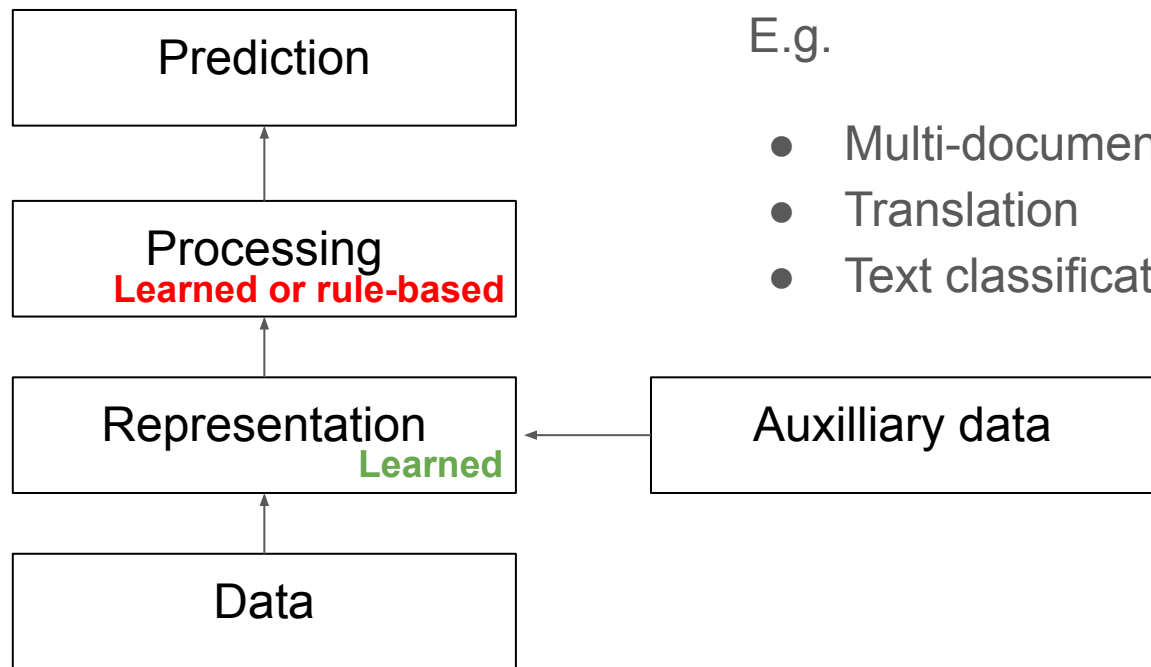 Prediction
E.g.
● Multi-documen
● Translation
● Text classificat
Processing
Learned or rule-based
Representation
Learned
Auxilliary data
Data